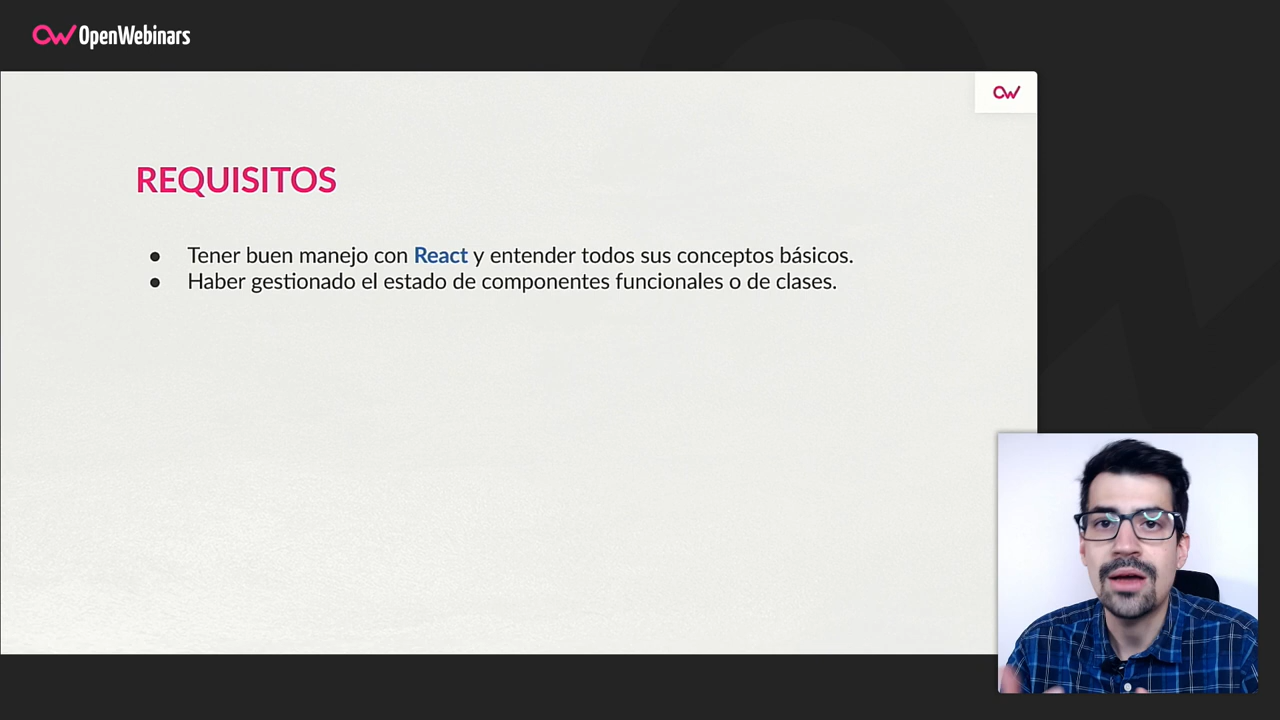 OpenWebinars
REQUISITOS
● Tener buen manejo con React y entender todos sus conceptos básicos.
● Haber gestionado el estado de componentes funcionales o de clases.